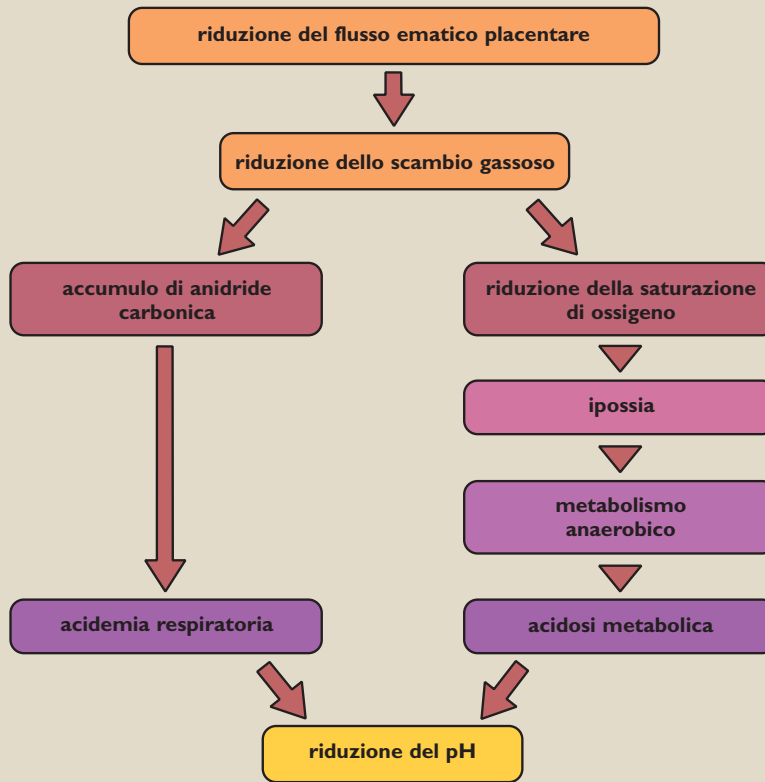 riduzione del flusso ematico placentare
riduzione dello scambio gassoso
accumulo di anidride
carbonica
riduzione della saturazione
di ossigeno
ipossia
metabolismo
anaerobico
acidemia respiratoria
acidosi metabolica
riduzione del pH